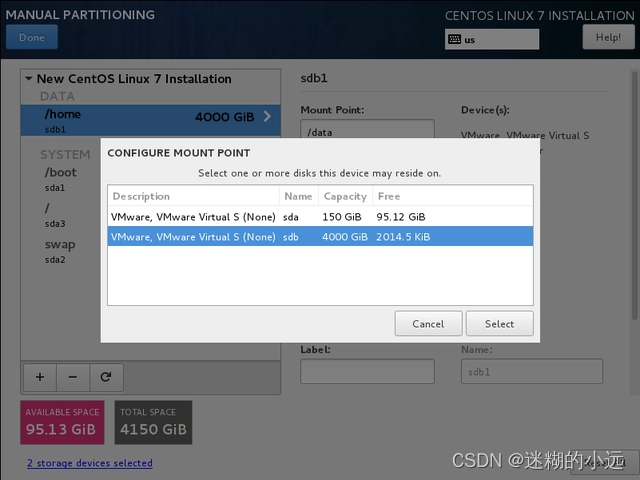 MANUAL PARTITIONING
CENTOS LINUX 7 INSTALLATION
Done
us
Help!
New CentOS Linux 7 Installation
DATA
/home
4000 GiB
sdb1
SYSTEM
/boot
sda1
/
sda3
swap
sda2
sdb1
Mount Point:
Device(s):
/data
VMware, VMware Virtual S
CONFIGURE MOUNT POINT
Select one or more disks this device may reside on.
Description Name Capacity Free
VMware, VMware Virtual S (None) sda 150 GiB 95.12 GiB
VMware, VMware Virtual S (None) sdb 4000 GiB 2014.5 KiB
Cancel
Select
Label:
Name:
sdb1
AVAILABLE SPACE
95.13 GiB
TOTAL SPACE
4150 GiB
2 storage devices selected
CSDN @迷糊的小远